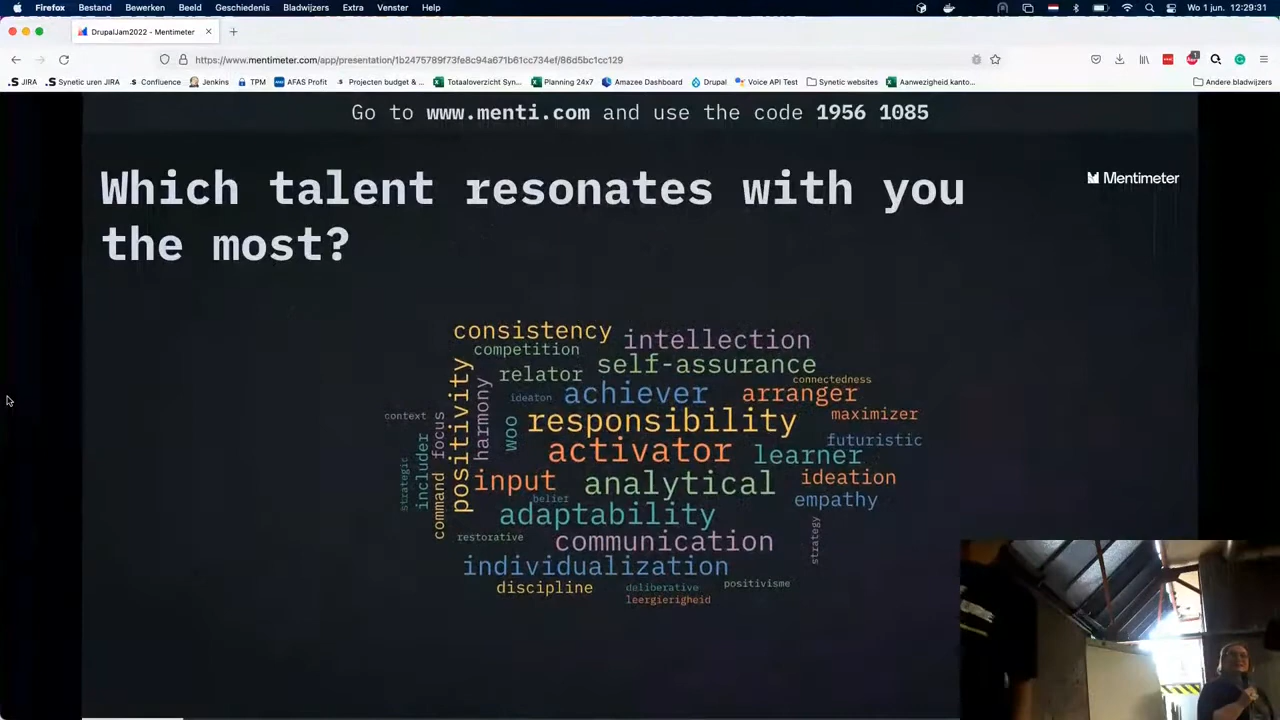 Firefox Bestand Bewerken Beeld Geschiedenis Bladwijzers Extra Venster Help Wo 1 jun. 12:29:31
DrupalJam2022 - Mentimeter
https://www.mentimeter.com/app/presentation/1b2475789f73fe8c94a671b61cc734ef/86d5bc1cc129
JIRA Synetic uren JIRA Confluence Jenkins TPM AFAS Profit Projecten budget & ... Totaaloverzicht Syn... Planning 24x7 Amazee Dashboard Drupal Voice API Test Synetic websites Aanwezigheid kanto... Andere bladwijzers
Go to www.menti.com and use the code 1956 1085
Which talent resonates with you
the most?
Mentimeter
consistency
intellection
competition
self-assurance
relator
connectedness
achiever
arranger
ideaton
positivity
harmony
context
focus
woo
responsibility
maximizer
includer
activator
futuristic
learner
strategic
command
input
analytical
ideation
belief
empathy
adaptability
strategy
restorative
communication
individualization
discipline
deliberative
positivisme
leergierigheid